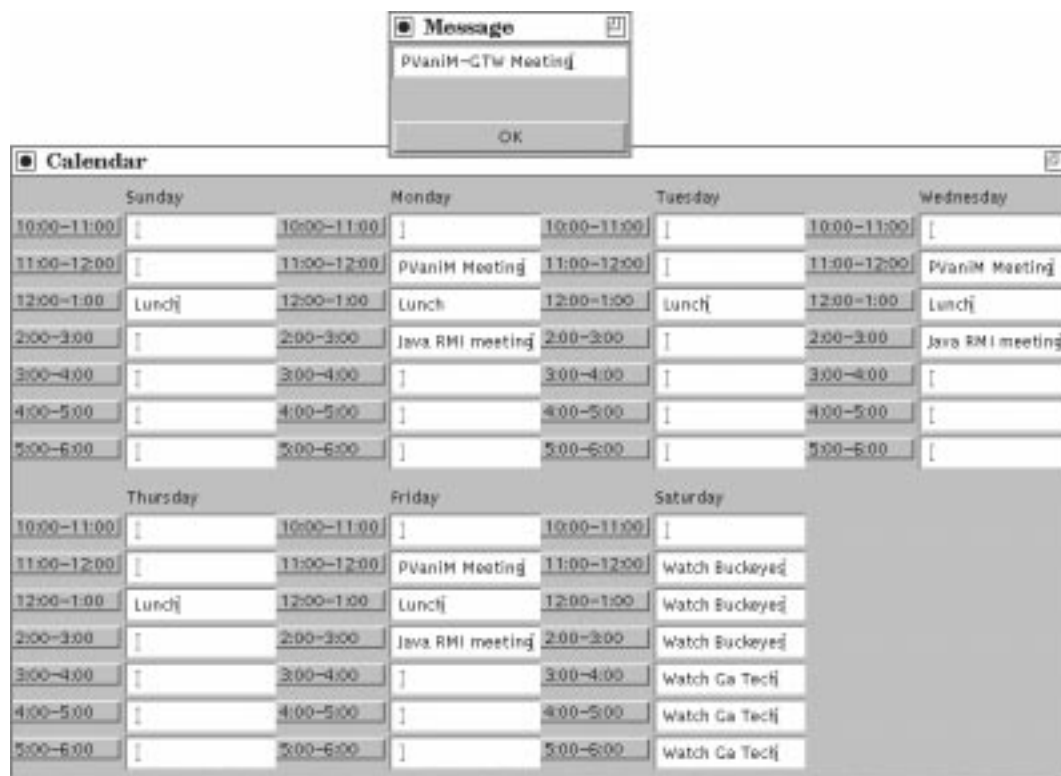 Message
PVaniM-GTW Meeting
OK
Calendar
Sunday Monday Tuesday Wednesday
10:00-11:00 10:00-11:00 10:00-11:00 10:00-11:00
11:00-12:00 11:00-12:00 PVaniM Meeting 11:00-12:00 11:00-12:00 PVaniM Meeting
12:00-1:00 Lunch 12:00-1:00 Lunch 12:00-1:00 Lunch 12:00-1:00 Lunch
2:00-3:00 2:00-3:00 Java RMI meeting 2:00-3:00 2:00-3:00 Java RMI meeting
3:00-4:00 3:00-4:00 3:00-4:00 3:00-4:00
4:00-5:00 4:00-5:00 4:00-5:00 4:00-5:00
5:00-6:00 5:00-6:00 5:00-6:00 5:00-6:00
Thursday Friday Saturday
10:00-11:00 10:00-11:00 10:00-11:00
11:00-12:00 11:00-12:00 PVaniM Meeting 11:00-12:00 Watch Buckeyes
12:00-1:00 Lunch 12:00-1:00 Lunch 12:00-1:00 Watch Buckeyes
2:00-3:00 2:00-3:00 Java RMI meeting 2:00-3:00 Watch Buckeyes
3:00-4:00 3:00-4:00 3:00-4:00 Watch Ga Tech
4:00-5:00 4:00-5:00 4:00-5:00 Watch Ga Tech
5:00-6:00 5:00-6:00 5:00-6:00 Watch Ga Tech